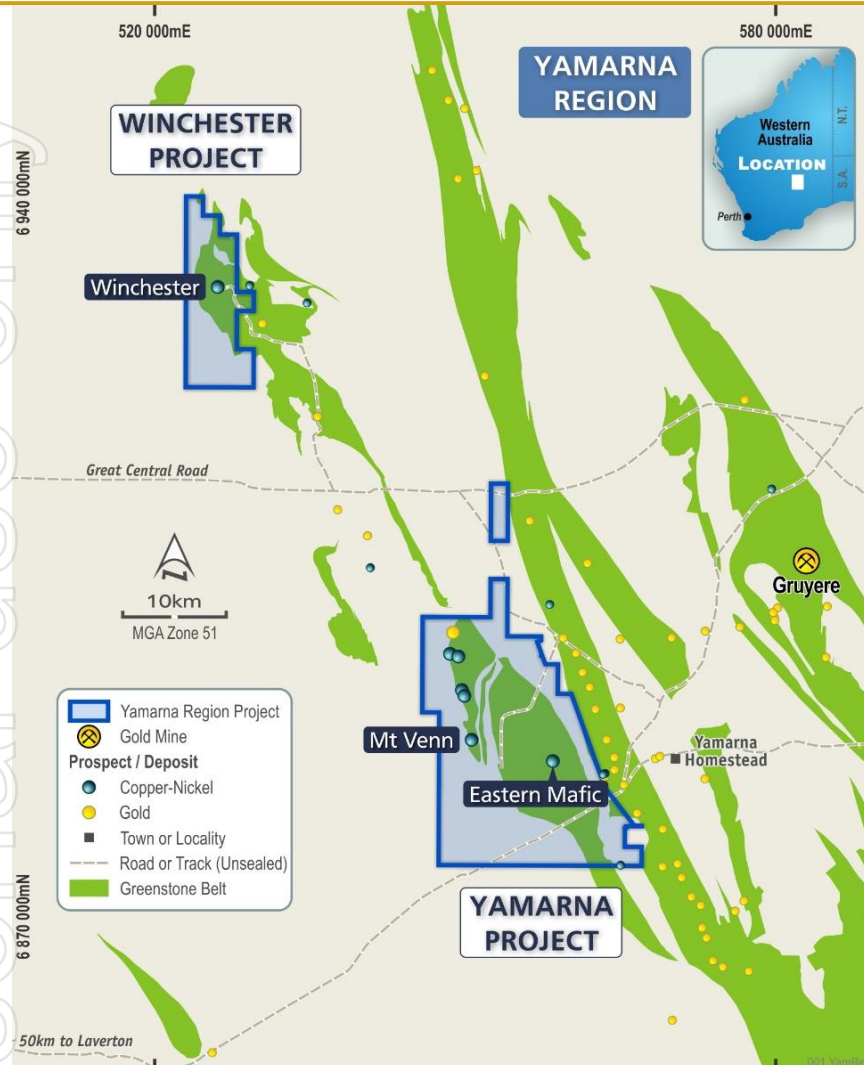 520 000mE
580 000mE
YAMARNA
REGION
Western
Australia
LOCATION
N.T.
S.A.
Perth
WINCHESTER
PROJECT
6 940 000mN
Winchester
Great Central Road
10km
MGA Zone 51
Gruyere
Yamarna Region Project
Gold Mine
Prospect / Deposit
Copper-Nickel
Gold
Town or Locality
Road or Track (Unsealed)
Greenstone Belt
Mt Venn
Eastern Mafic
Yamarna
Homestead
YAMARNA
PROJECT
6 870 000mN
50km to Laverton